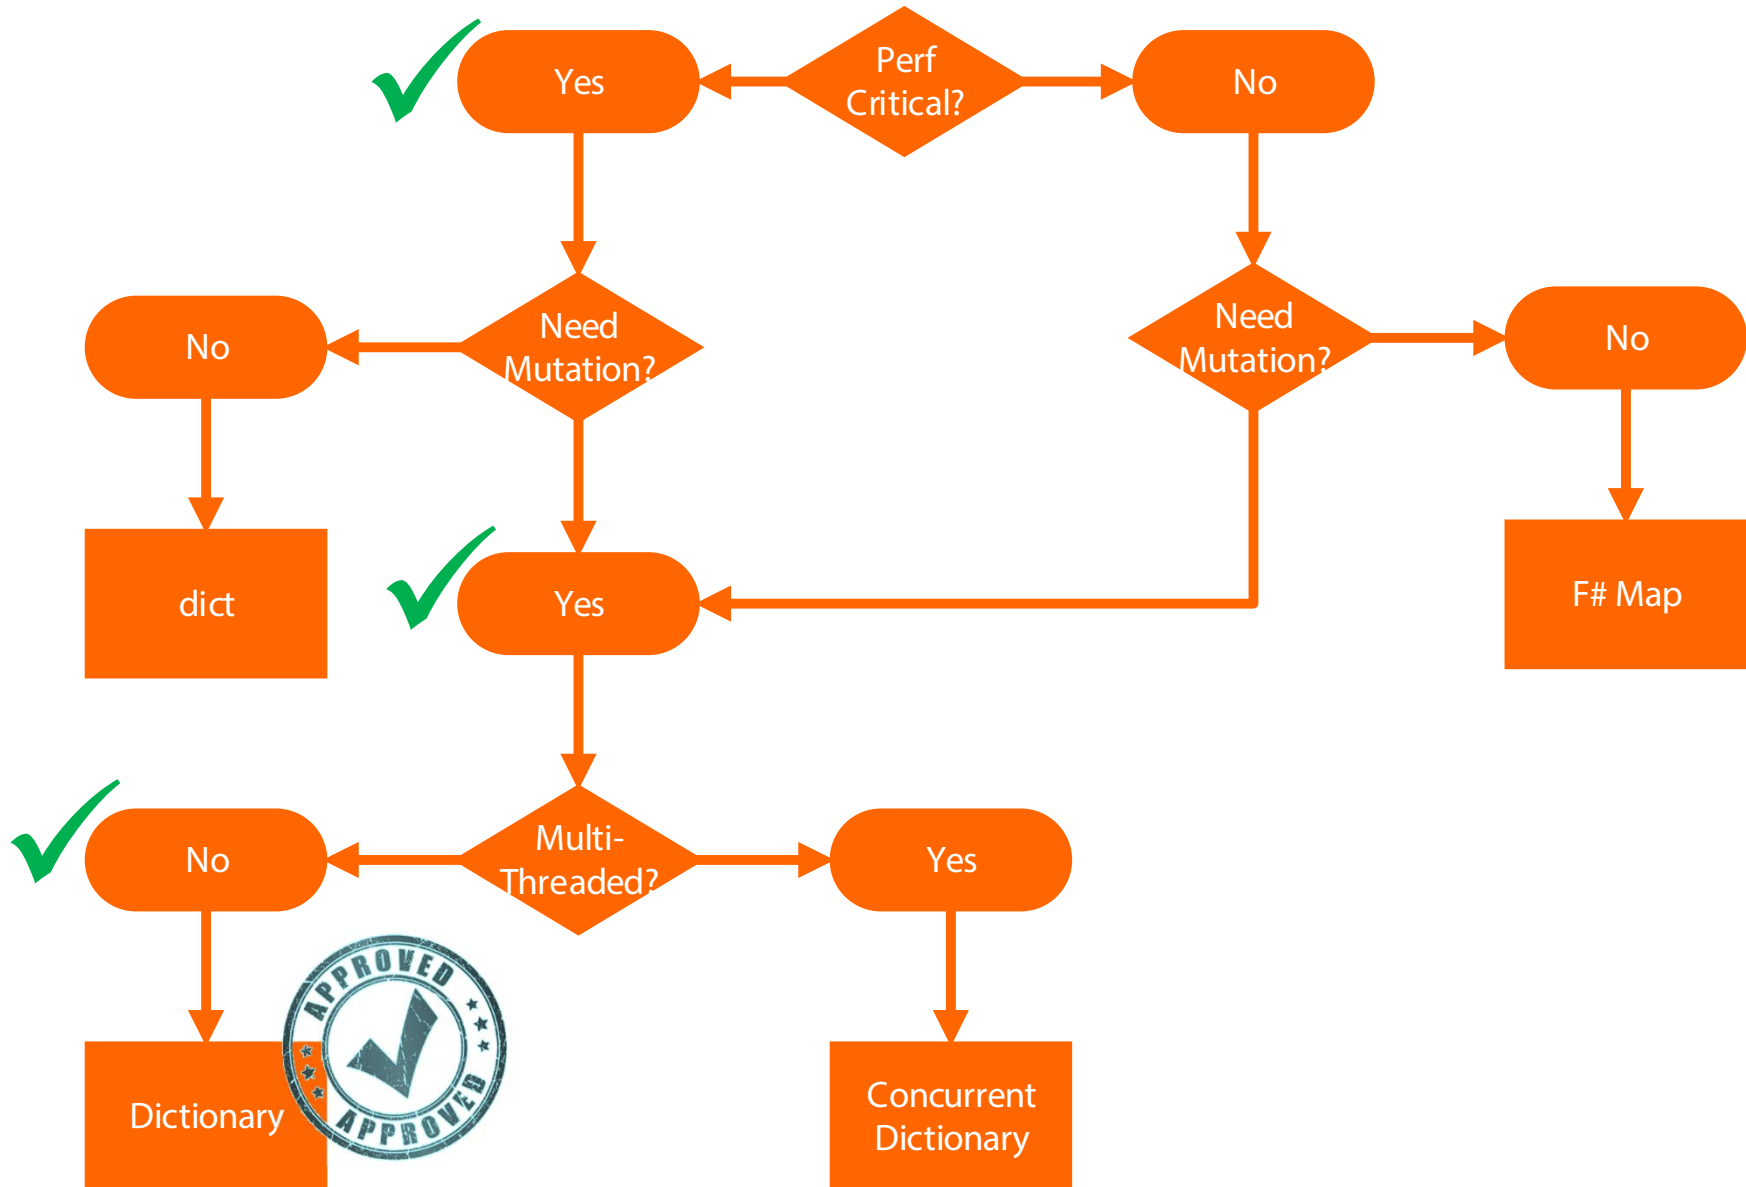 Yes
Perf
Critical?
No
No
Need
Mutation?
Need
Mutation?
No
dict
Yes
F# Map
No
Multi-
Threaded?
Yes
APPROVED
Dictionary
APPROVED
Concurrent
Dictionary